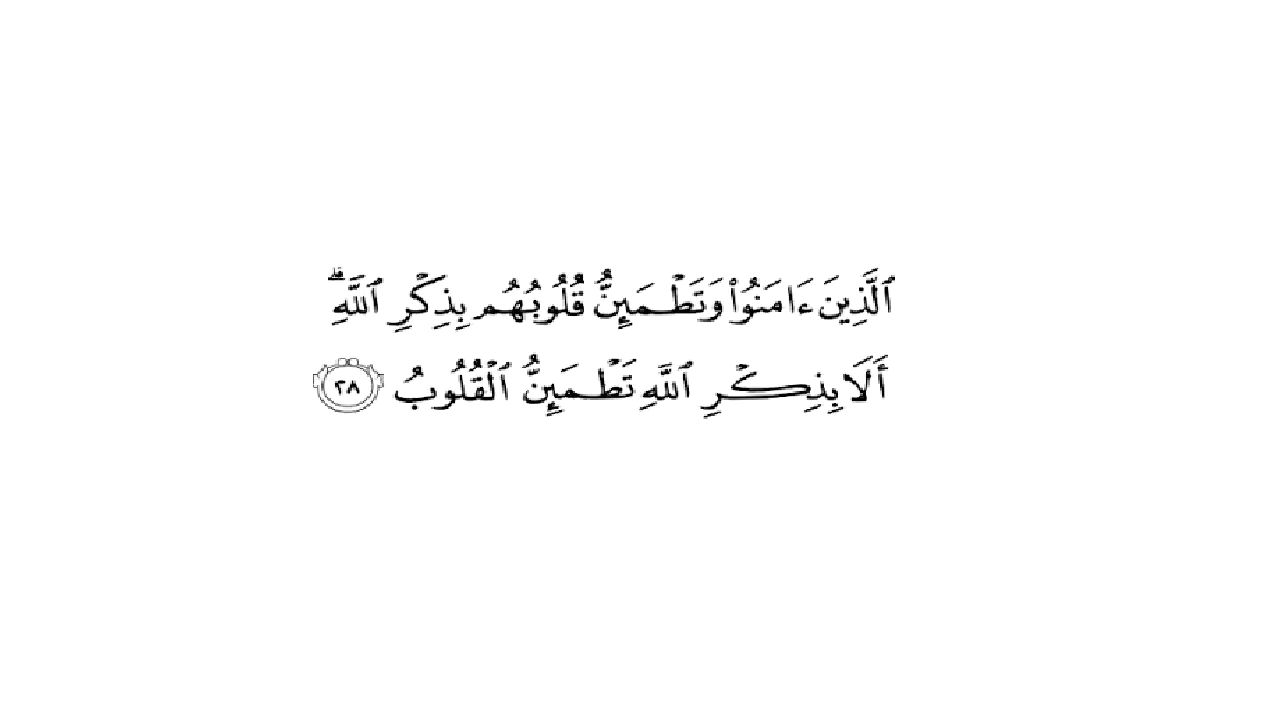 ٱلَّذِينَ ءَامَنُوا۟ وَتَطْمَئِنُّ قُلُوبُهُم بِذِكْرِ ٱللَّهِ ۗ
أَلَا بِذِكْرِ ٱللَّهِ تَطْمَئِنُّ ٱلْقُلُوبُ ٢٨